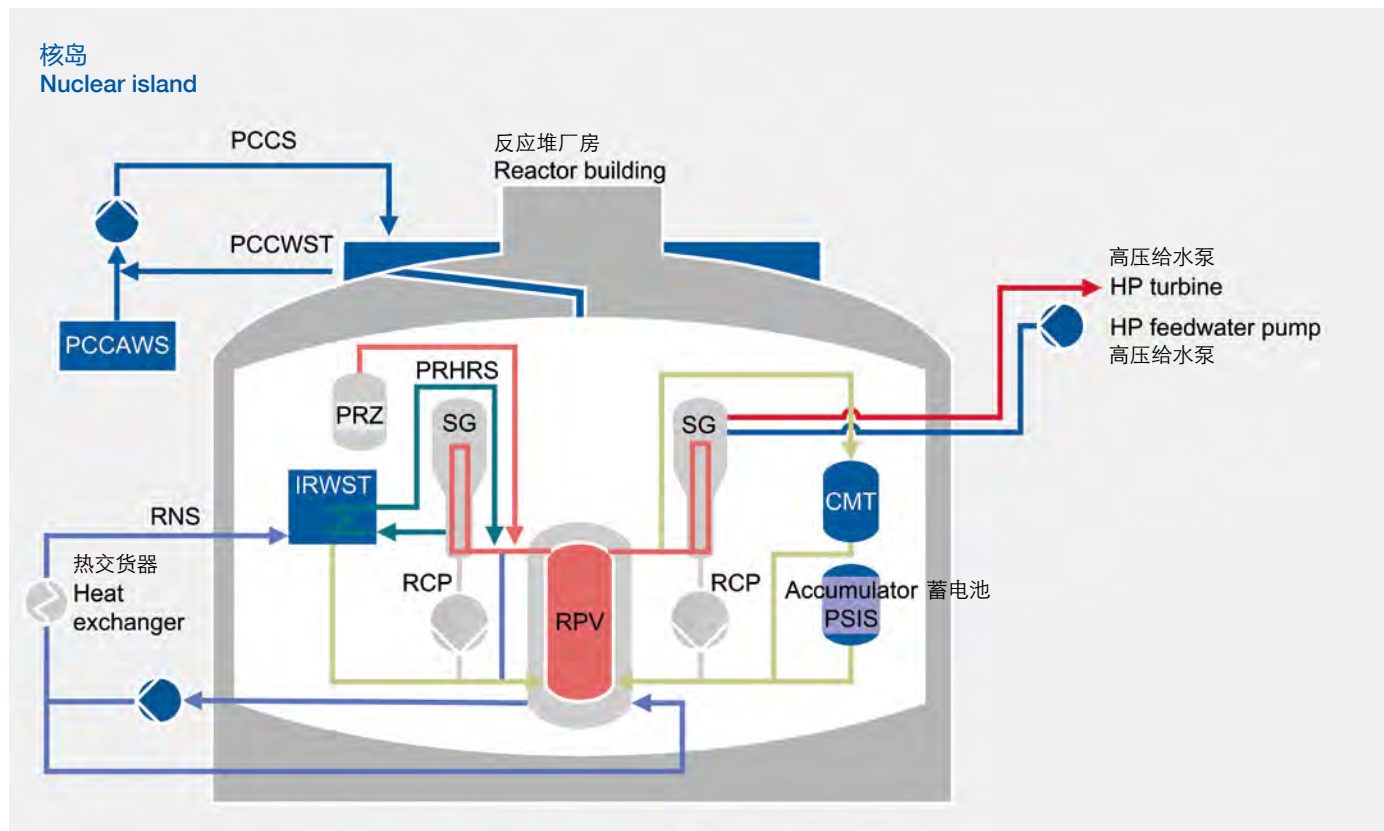 核岛
Nuclear island
PCCS
反应堆厂房
Reactor building
PCCWST
高压给水泵
HP turbine
PCCAWS
HP feedwater pump
高压给水泵
PRHRS
PRZ
SG
SG
IRWST
CMT
RNS
热交货器
Heat
exchanger
RCP
RCP
Accumulator 蓄电池
PSIS
RPV